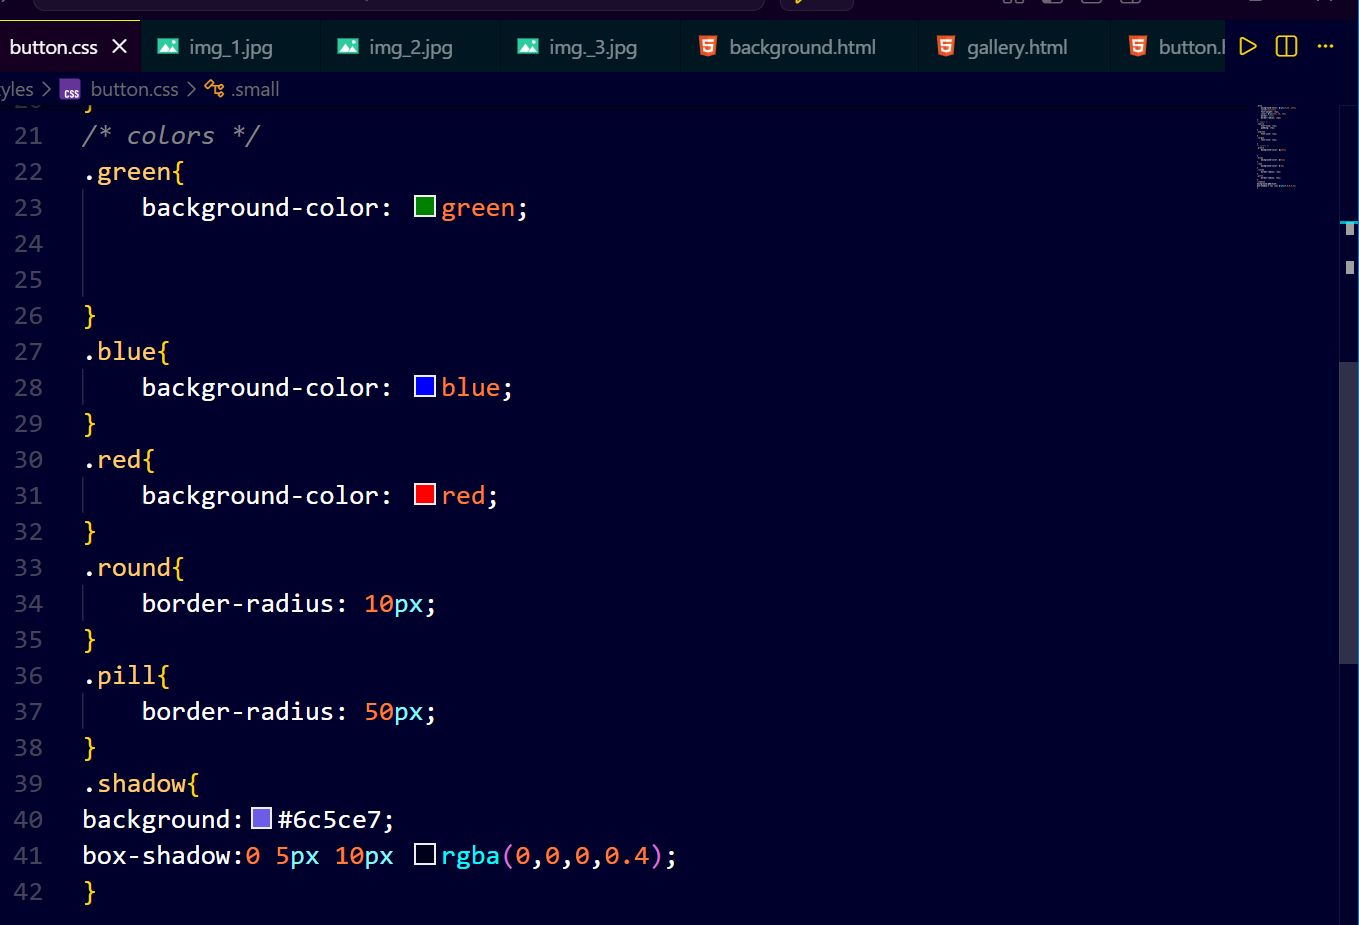 button.css
img_1.jpg
img_2.jpg
img._3.jpg
background.html
gallery.html
button.
yles > button.css > .small
21 /* colors */
22 .green{
23 background-color: green;
24
25
26 }
27 .blue{
28 background-color: blue;
29 }
30 .red{
31 background-color: red;
32 }
33 .round{
34 border-radius: 10px;
35 }
36 .pill{
37 border-radius: 50px;
38 }
39 .shadow{
40 background:#6c5ce7;
41 box-shadow:0 5px 10px rgba(0,0,0,0.4);
42 }